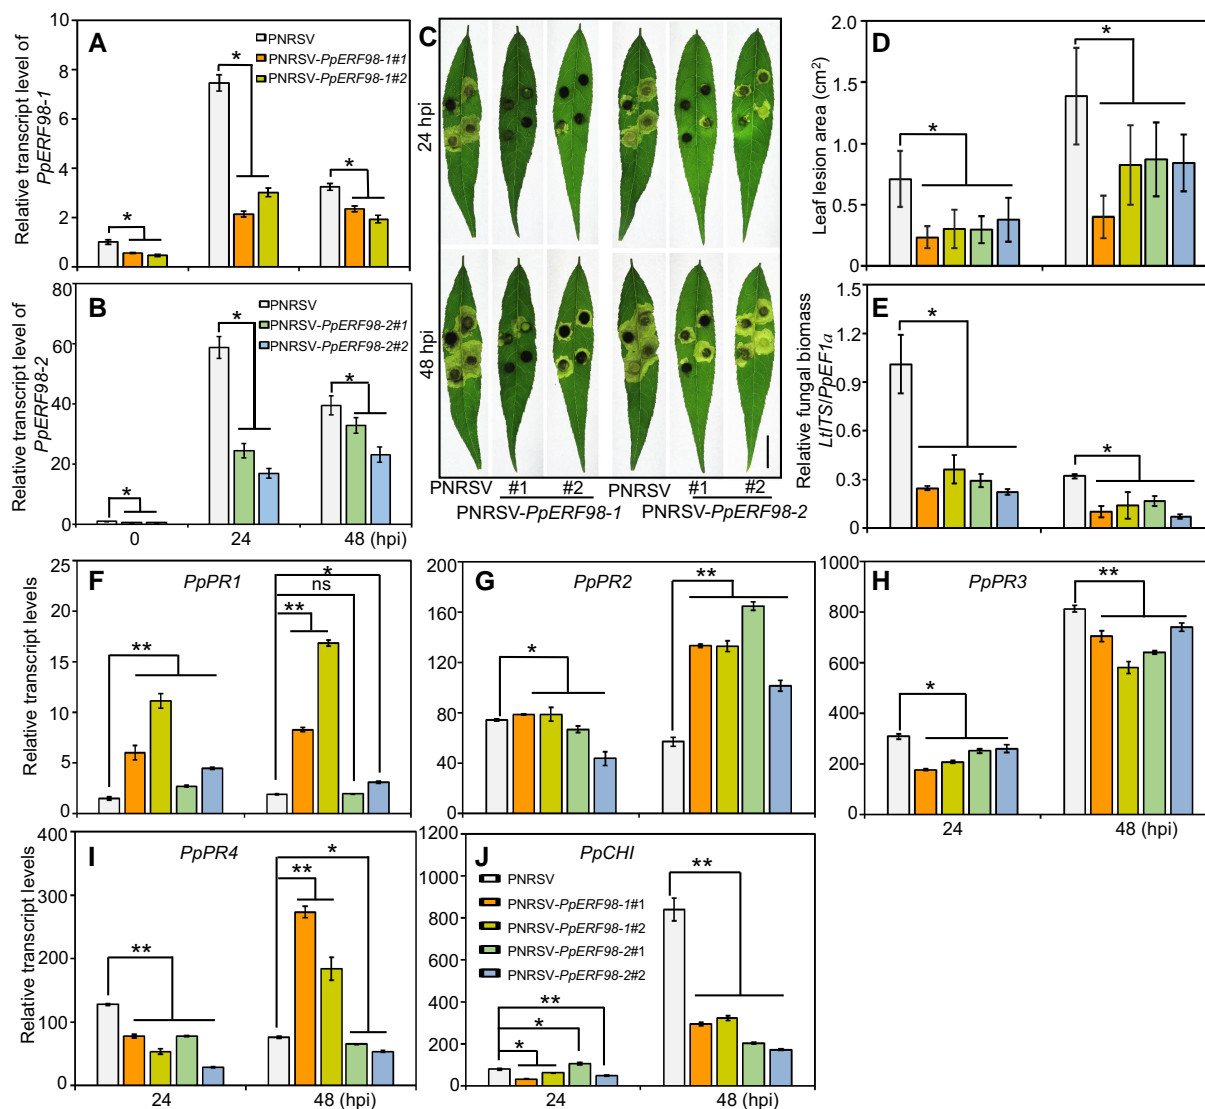 A
Relative transcript level of
PpERF98-1
10
8
6
4
2
0
PNRSV
PNRSV-PpERF98-1#1
PNRSV-PpERF98-1#2
*
*
*
B
Relative transcript level of
PpERF98-2
80
60
40
20
0
PNRSV
PNRSV-PpERF98-2#1
PNRSV-PpERF98-2#2
*
*
*
0 24 48 (hpi)
C
24 hpi
48 hpi
PNRSV #1 #2 PNRSV #1 #2
PNRSV-PpERF98-1 PNRSV-PpERF98-2
D
Leaf lesion area (cm²)
2.0
1.5
1.0
0.5
0
*
*
E
Relative fungal biomass
LtITS/PpEF1a
1.5
1.2
0.9
0.6
0.3
0
*
*
F
PpPR1
Relative transcript levels
25
20
15
10
5
0
**
**
ns
*
G
PpPR2
200
160
120
80
40
0
*
**
H
PpPR3
1000
800
600
400
200
0
*
**
24 48 (hpi)
I
PpPR4
Relative transcript levels
400
300
200
100
0
**
**
*
24 48 (hpi)
J
PpCHI
1200
1000
800
600
400
200
0
PNRSV
PNRSV-PpERF98-1#1
PNRSV-PpERF98-1#2
PNRSV-PpERF98-2#1
PNRSV-PpERF98-2#2
**
*
*
**
24 48 (hpi)